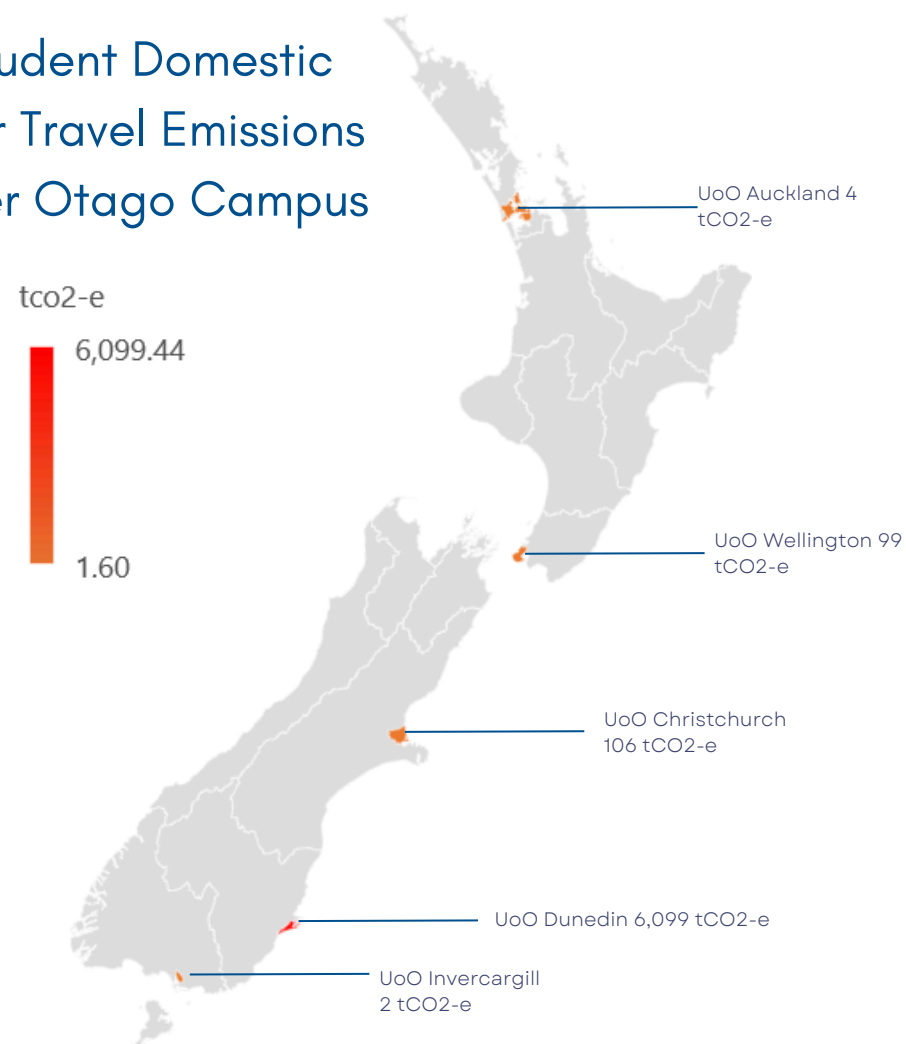 udent Domestic
r Travel Emissions
er Otago Campus
tco2-e
6,099.44
1.60
UoO Auckland 4
tCO2-e
UoO Wellington 99
tCO2-e
UoO Christchurch
106 tCO2-e
UoO Dunedin 6,099 tCO2-e
UoO Invercargill
2 tCO2-e